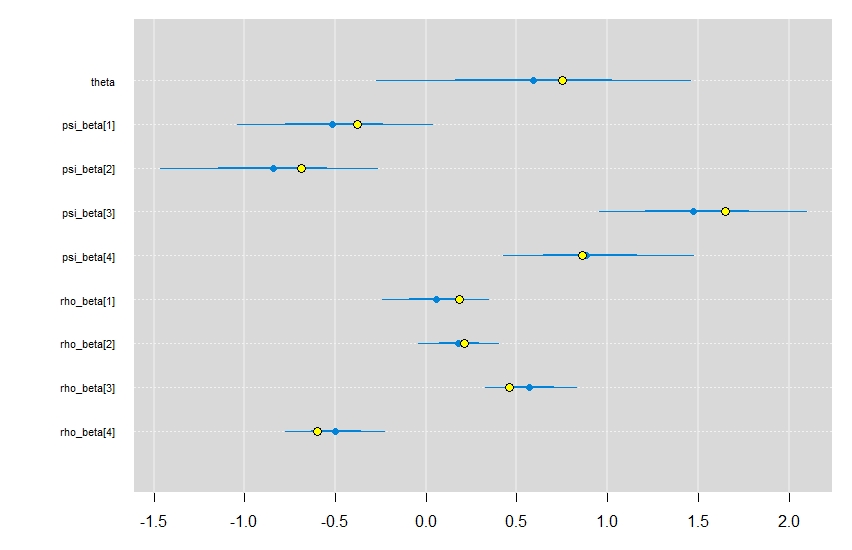 theta
psi_beta[1]
psi_beta[2]
psi_beta[3]
psi_beta[4]
rho_beta[1]
rho_beta[2]
rho_beta[3]
rho_beta[4]
-1.5 -1.0 -0.5 0.0 0.5 1.0 1.5 2.0